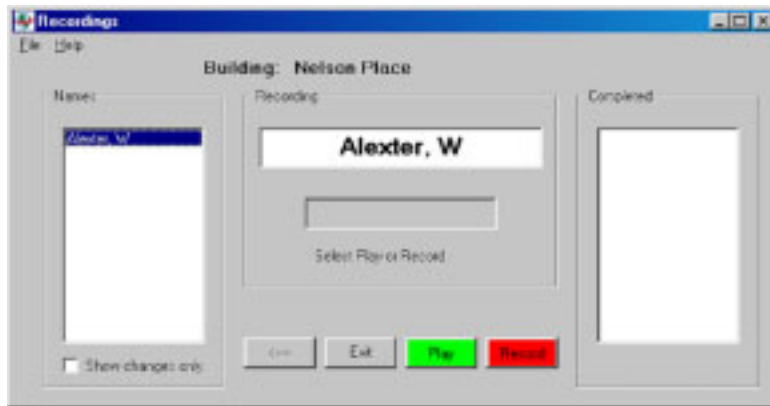 Recordings
File Help
Building: Nelson Place
Names
Alexter, W
Show changes only
Recording
Alexter, W
Select Play or Record
<--
Exit
Play
Record
Completed